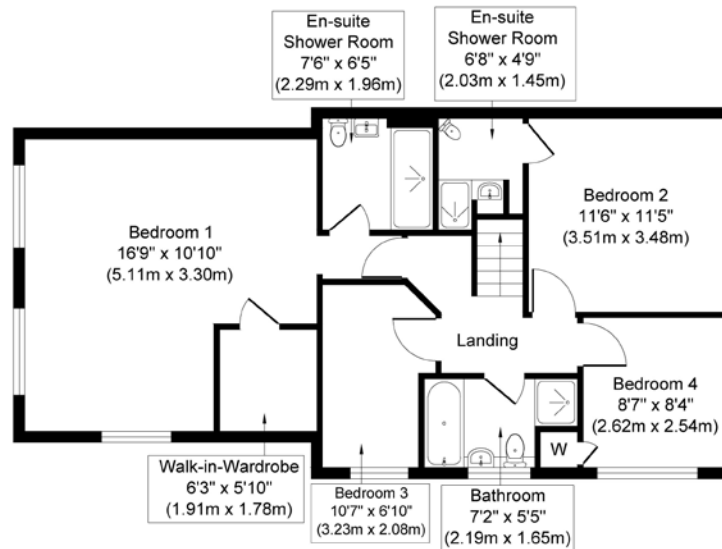 En-suite
Shower Room
7'6" x 6'5"
(2.29m x 1.96m)
En-suite
Shower Room
6'8" x 4'9"
(2.03m x 1.45m)
Bedroom 1
16'9" x 10'10"
(5.11m x 3.30m)
Bedroom 2
11'6" x 11'5"
(3.51m x 3.48m)
Landing
Bedroom 4
8'7" x 8'4"
(2.62m x 2.54m)
W
Walk-in-Wardrobe
6'3" x 5'10"
(1.91m x 1.78m)
Bedroom 3
10'7" x 6'10"
(3.23m x 2.08m)
Bathroom
7'2" x 5'5"
(2.19m x 1.65m)